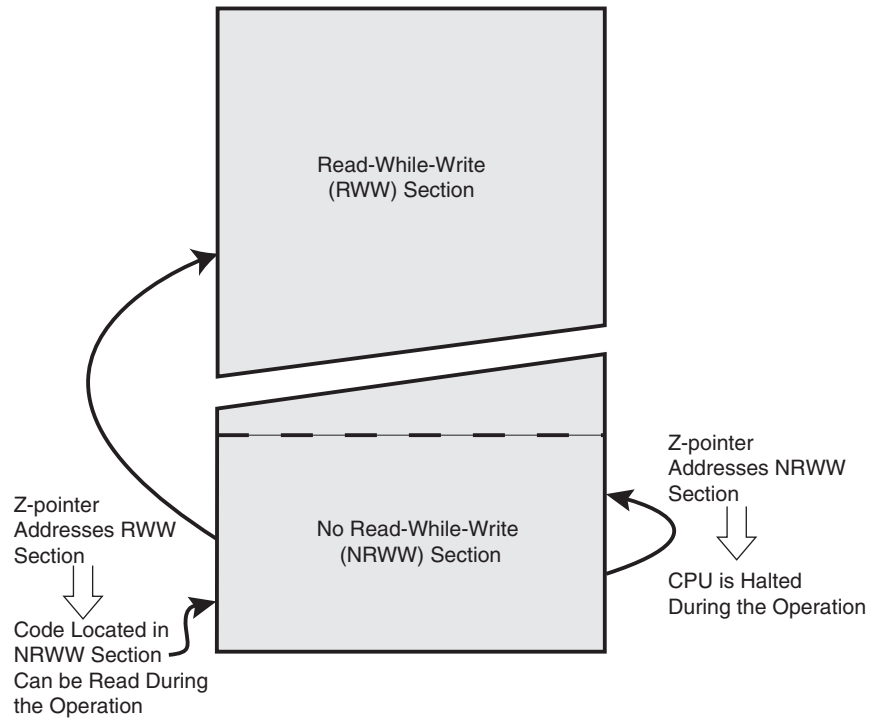 Read-While-Write
(RWW) Section
Z-pointer
Addresses NRWW
Section
Z-pointer
Addresses RWW
Section
No Read-While-Write
(NRWW) Section
CPU is Halted
During the Operation
Code Located in
NRWW Section
Can be Read During
the Operation